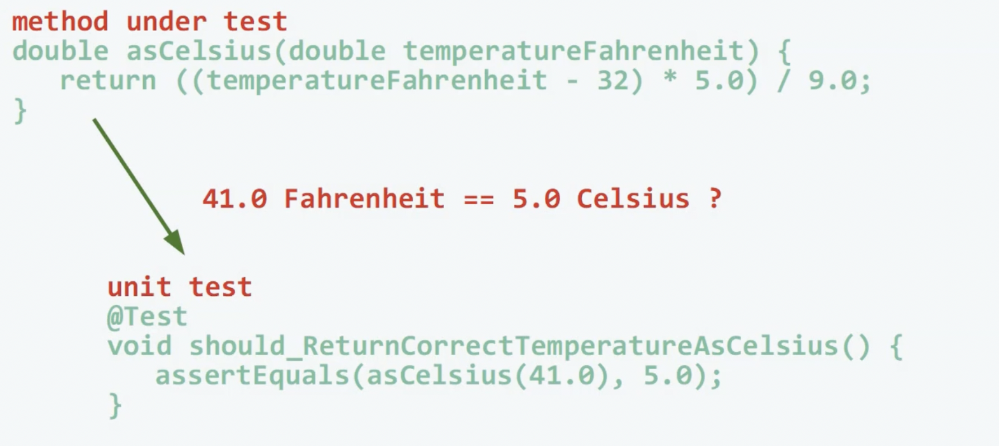 method under test
double asCelsius(double temperatureFahrenheit) {
return ((temperatureFahrenheit - 32) * 5.0) / 9.0;
}
41.0 Fahrenheit == 5.0 Celsius ?
unit test
@Test
void should_ReturnCorrectTemperatureAsCelsius() {
assertEquals(asCelsius(41.0), 5.0);
}